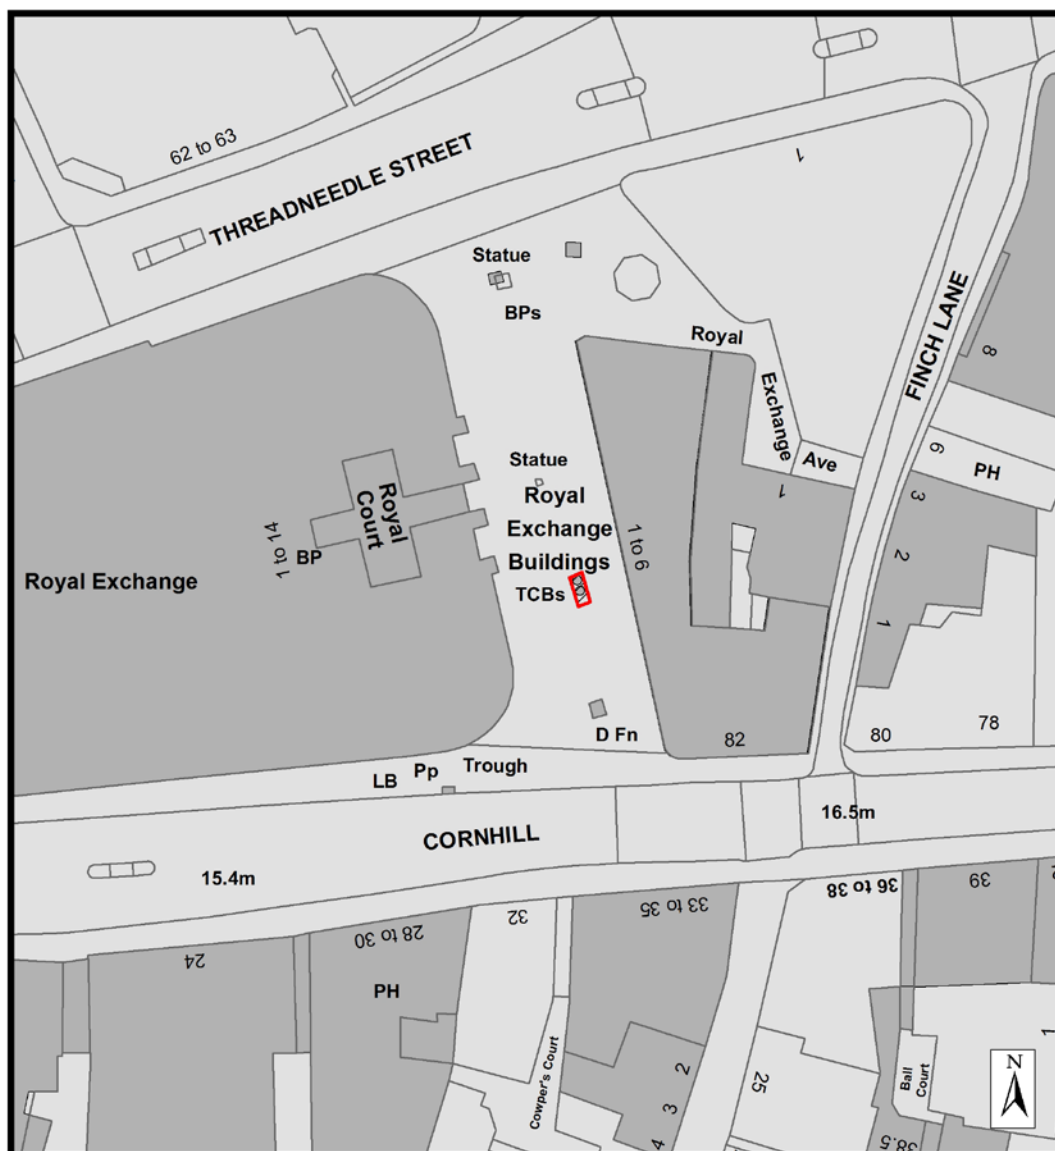 62 to 63
THREADNEEDLE STREET
1
Statue
BPs
Royal
Exchange
Ave
FINCH LANE
8
6
PH
3
2
1
Statue
Royal
Exchange
Buildings
TCBs
1 to 6
1
Royal
Court
1 to 14
BP
Royal Exchange
D Fn
82
80
78
Trough
Pp
LB
16.5m
CORNHILL
15.4m
24
28 to 30
PH
32
33 to 35
36 to 38
39
Cowper's Court
2
3
4
25
Ball
Court
38.5
1
N